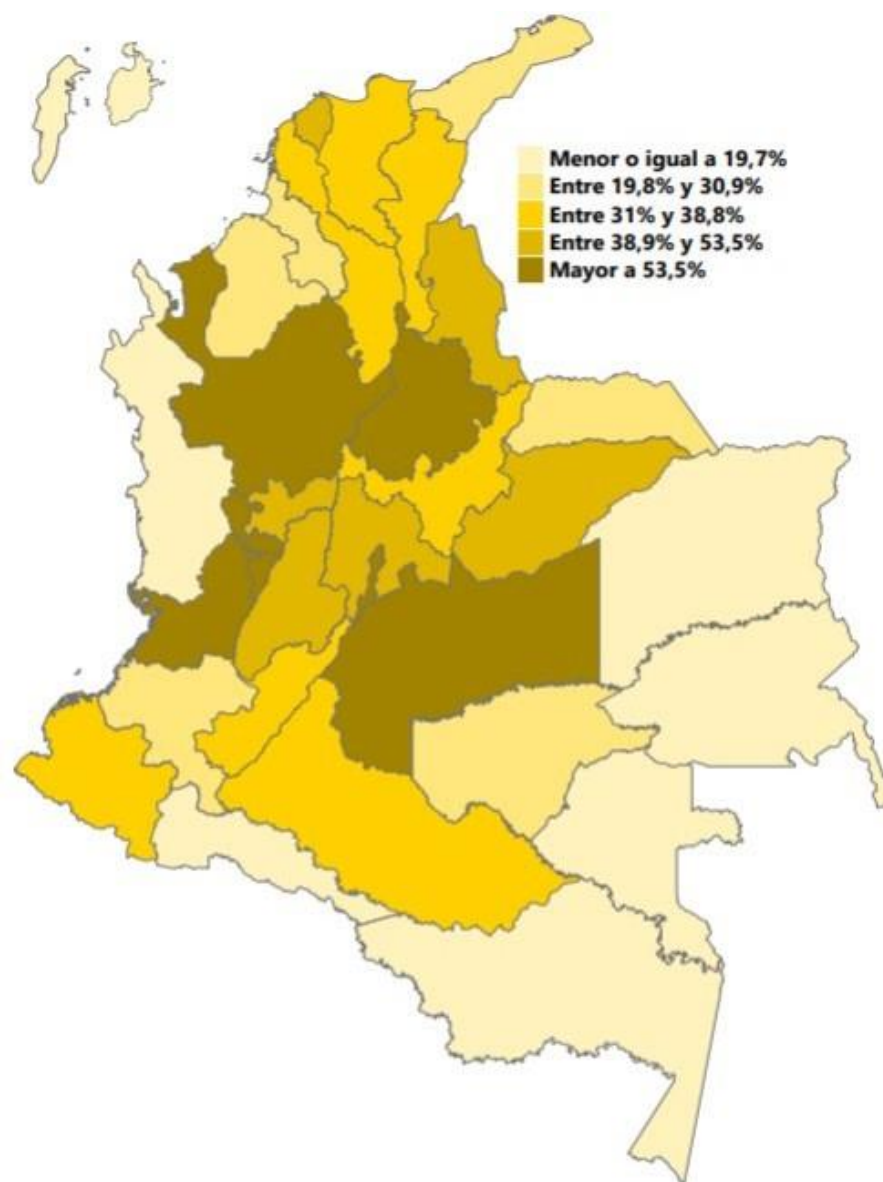 Menor o igual a 19,7%
Entre 19,8% y 30,9%
Entre 31% y 38,8%
Entre 38,9% y 53,5%
Mayor a 53,5%